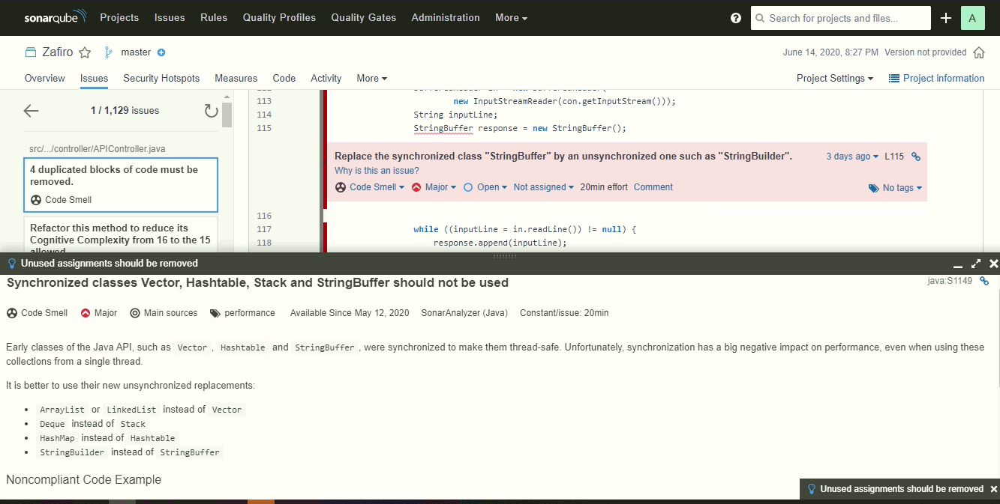 sonarqube Projects Issues Rules Quality Profiles Quality Gates Administration More
Search for projects and files... A
Zafiro master
June 14, 2020, 8:27 PM Version not provided
Overview Issues Security Hotspots Measures Code Activity More
Project Settings Project information
1 / 1,129 issues
src/.../controller/APIController.java
4 duplicated blocks of code must be
removed.
Code Smell
Refactor this method to reduce its
Cognitive Complexity from 16 to the 15
allowed
113 new InputStreamReader(con.getInputStream()));
114 String inputLine;
115 StringBuffer response = new StringBuffer();
Replace the synchronized class "StringBuffer" by an unsynchronized one such as "StringBuilder". 3 days ago L115
Why is this an issue?
Code Smell Major Open Not assigned 20min effort Comment No tags
116
117 while ((inputLine = in.readLine()) != null) {
118 response.append(inputLine);
Unused assignments should be removed
Synchronized classes Vector, Hashtable, Stack and StringBuffer should not be used java:S1149
Code Smell Major Main sources performance Available Since May 12, 2020 SonarAnalyzer (Java) Constant/issue: 20min
Early classes of the Java API, such as Vector , Hashtable and StringBuffer , were synchronized to make them thread-safe. Unfortunately, synchronization has a big negative impact on performance, even when using these
collections from a single thread.
It is better to use their new unsynchronized replacements:
• ArrayList or LinkedList instead of Vector
• Deque instead of Stack
• HashMap instead of Hashtable
• StringBuilder instead of StringBuffer
Noncompliant Code Example
Unused assignments should be removed